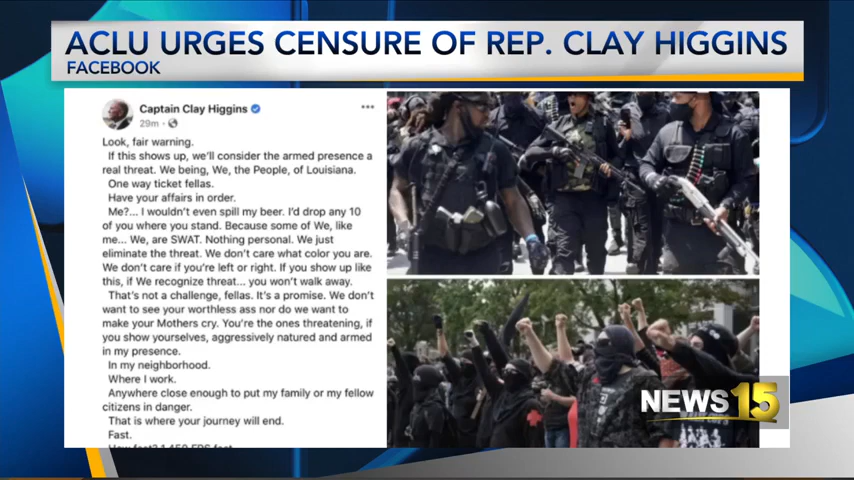 ACLU URGES CENSURE OF REP. CLAY HIGGINS
FACEBOOK
Captain Clay Higgins
29m ·
Look, fair warning.
If this shows up, we'll consider the armed presence a
real threat. We being, We, the People, of Louisiana.
One way ticket fellas.
Have your affairs in order.
Me?... I wouldn't even spill my beer. I'd drop any 10
of you where you stand. Because some of We, like
me... We, are SWAT. Nothing personal. We just
eliminate the threat. We don't care what color you are.
We don't care if you're left or right. If you show up like
this, if We recognize threat... you won't walk away.
That's not a challenge, fellas. It's a promise. We don't
want to see your worthless ass nor do we want to
make your Mothers cry. You're the ones threatening, if
you show yourselves, aggressively natured and armed
in my presence.
In my neighborhood.
Where I work.
Anywhere close enough to put my family or my fellow
citizens in danger.
That is where your journey will end.
Fast.
NEWS 15